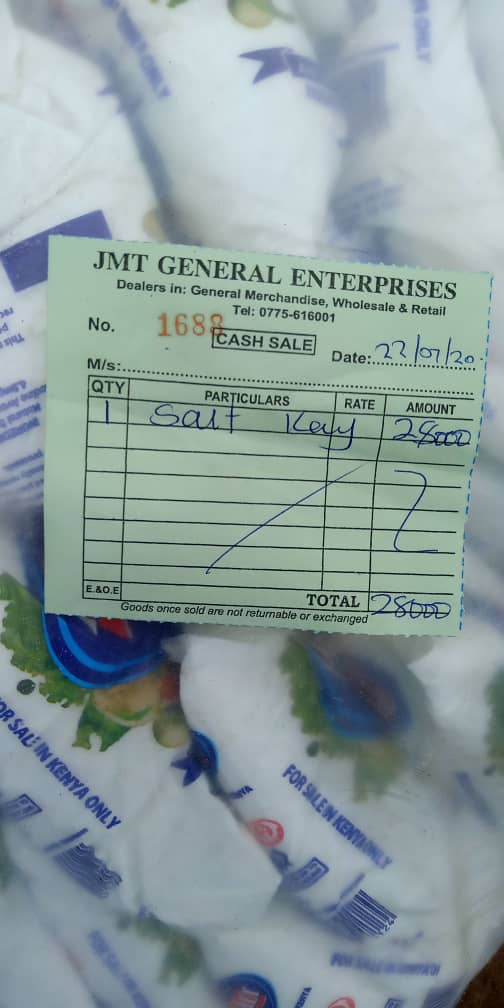 JMT GENERAL ENTERPRISES
Dealers in: General Merchandise, Wholesale & Retail
Tel: 0775-616001
No. 1688
CASH SALE
Date: 22/07/20
M/s:
QTY PARTICULARS RATE AMOUNT
1 Salt Kay 28000
E.&O.E TOTAL 28000
Goods once sold are not returnable or exchanged
FOR SALE IN KENYA ONLY
FOR SALE IN KENYA ONLY